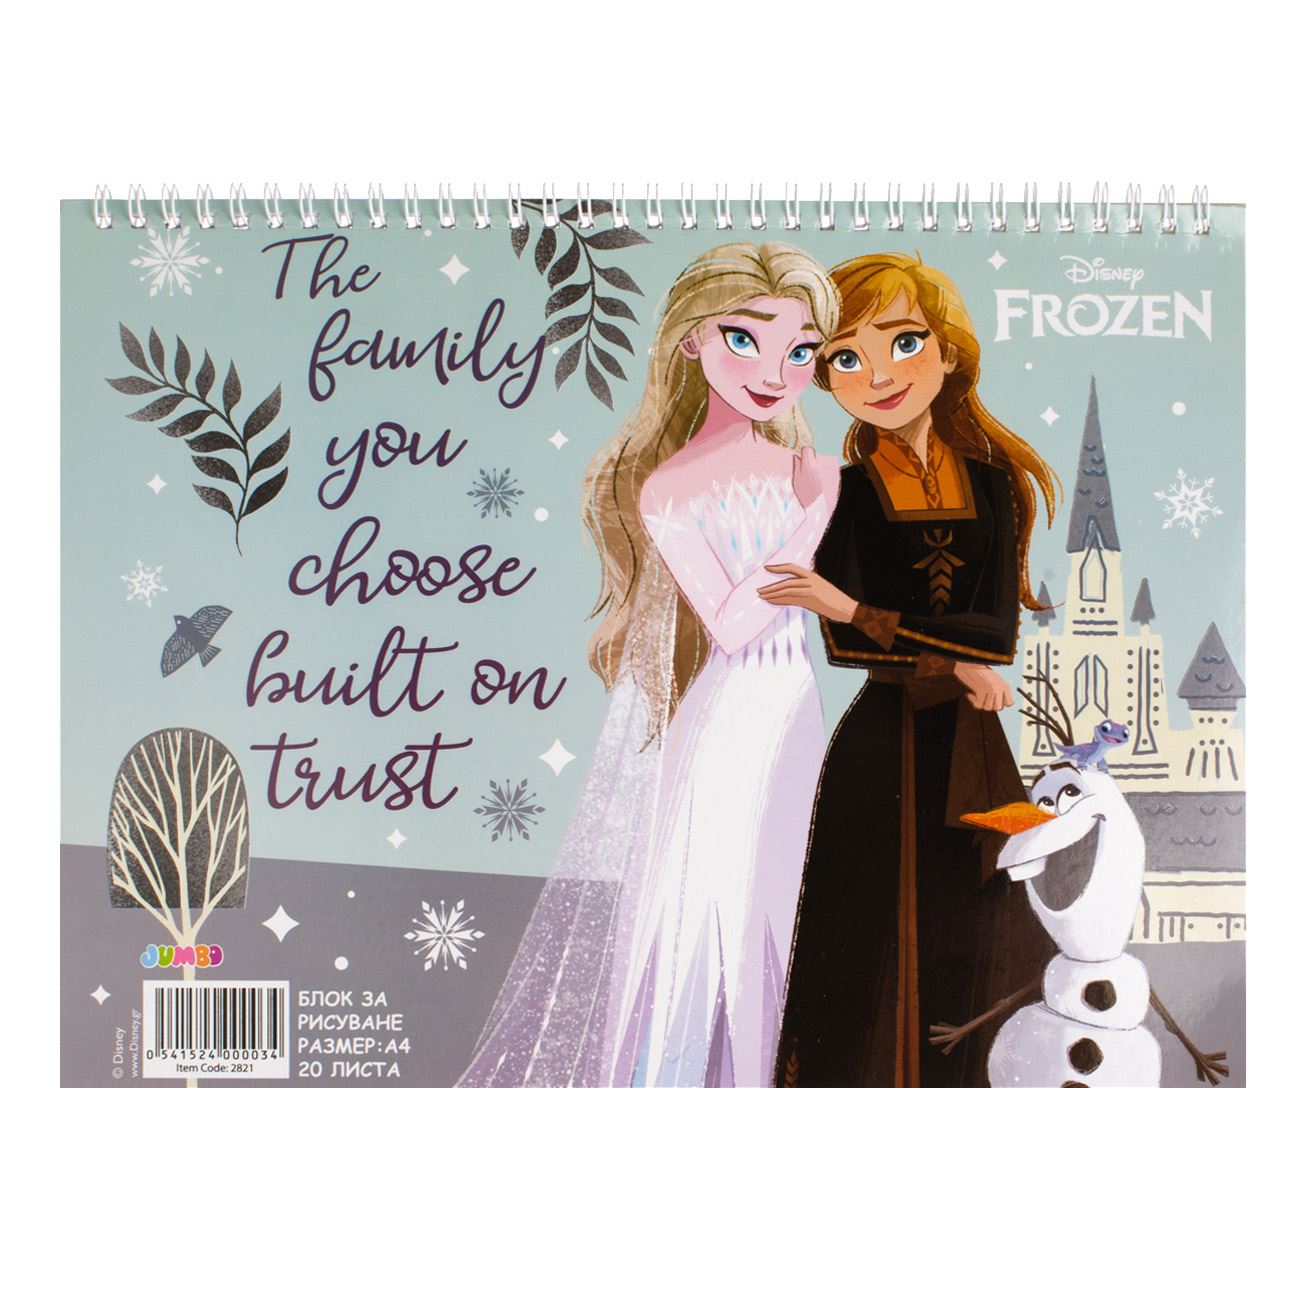 The
family
you
choose
built on
trust
Disney
FROZEN
JUMBO
© Disney
www.Disney.gr
0 541524 000034
Item Code: 2821
БЛОК ЗА
РИСУВАНЕ
РАЗМЕР:А4
20 ЛИСТА